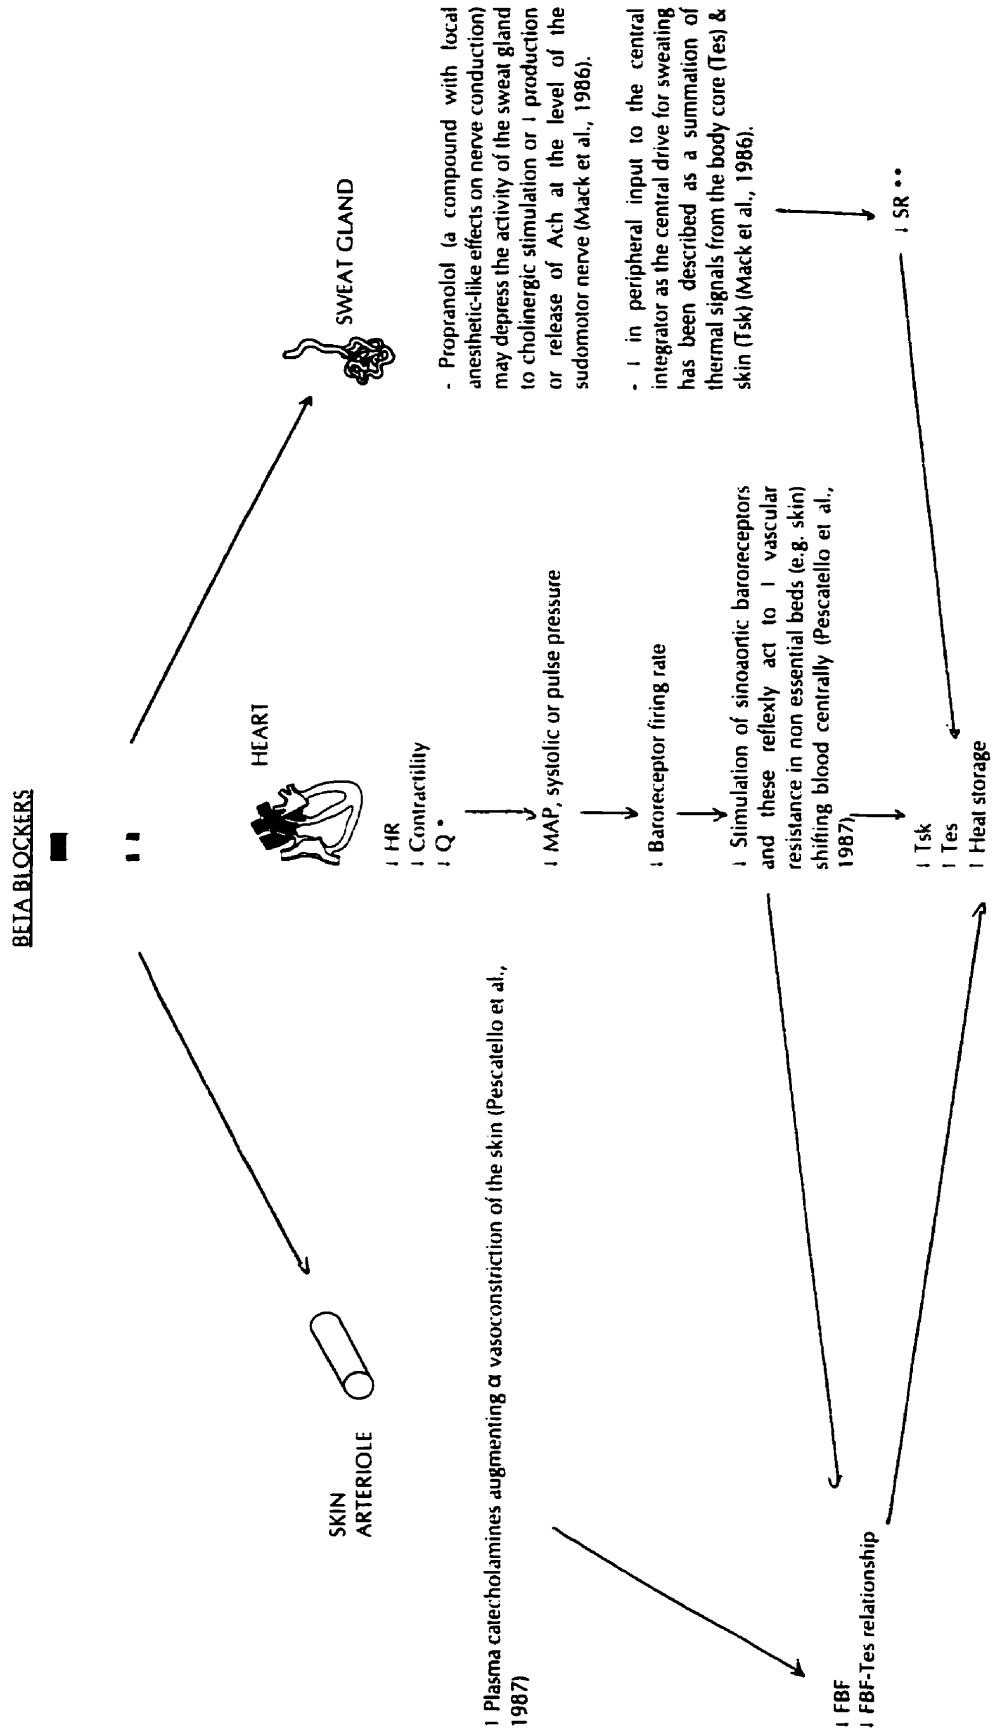 BETA BLOCKERS
SKIN
ARTERIOLE
↑ Plasma catecholamines augmenting α vasoconstriction of the skin (Pescatello et al.,
1987)
↓ FBF
↓ FBF-Tes relationship
HEART
↓ HR
↓ Contractility
↓ Q •
↓ MAP, systolic or pulse pressure
↓ Baroreceptor firing rate
↓ Stimulation of sinoaortic baroreceptors
and these reflexly act to ↑ vascular
resistance in non essential beds (e.g. skin)
shifting blood centrally (Pescatello et al.,
1987)
↓ Tsk
↑ Tes
↑ Heat storage
SWEAT GLAND
- Propranolol (a compound with local
anesthetic-like effects on nerve conduction)
may depress the activity of the sweat gland
to cholinergic stimulation or ↓ production
or release of Ach at the level of the
sudomotor nerve (Mack et al., 1986).
- ↓ in peripheral input to the central
integrator as the central drive for sweating
has been described as a summation of
thermal signals from the body core (Tes) &
skin (Tsk) (Mack et al., 1986).
↓ SR ••